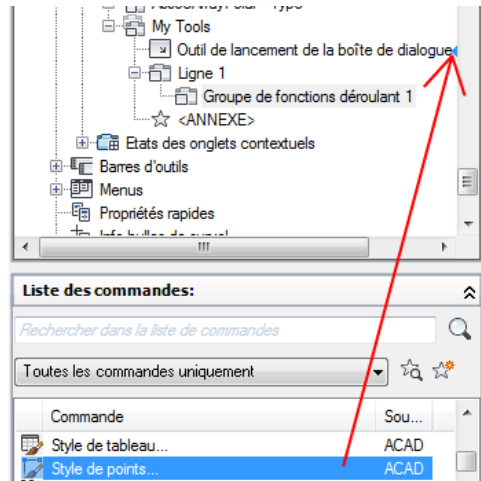 My Tools
Outil de lancement de la boîte de dialogue
Ligne 1
Groupe de fonctions déroulant 1
<ANNEXE>
Etats des onglets contextuels
Barres d'outils
Menus
Propriétés rapides
Liste des commandes:
Rechercher dans la liste de commandes
Toutes les commandes uniquement
Commande Sou...
Style de tableau... ACAD
Style de points... ACAD